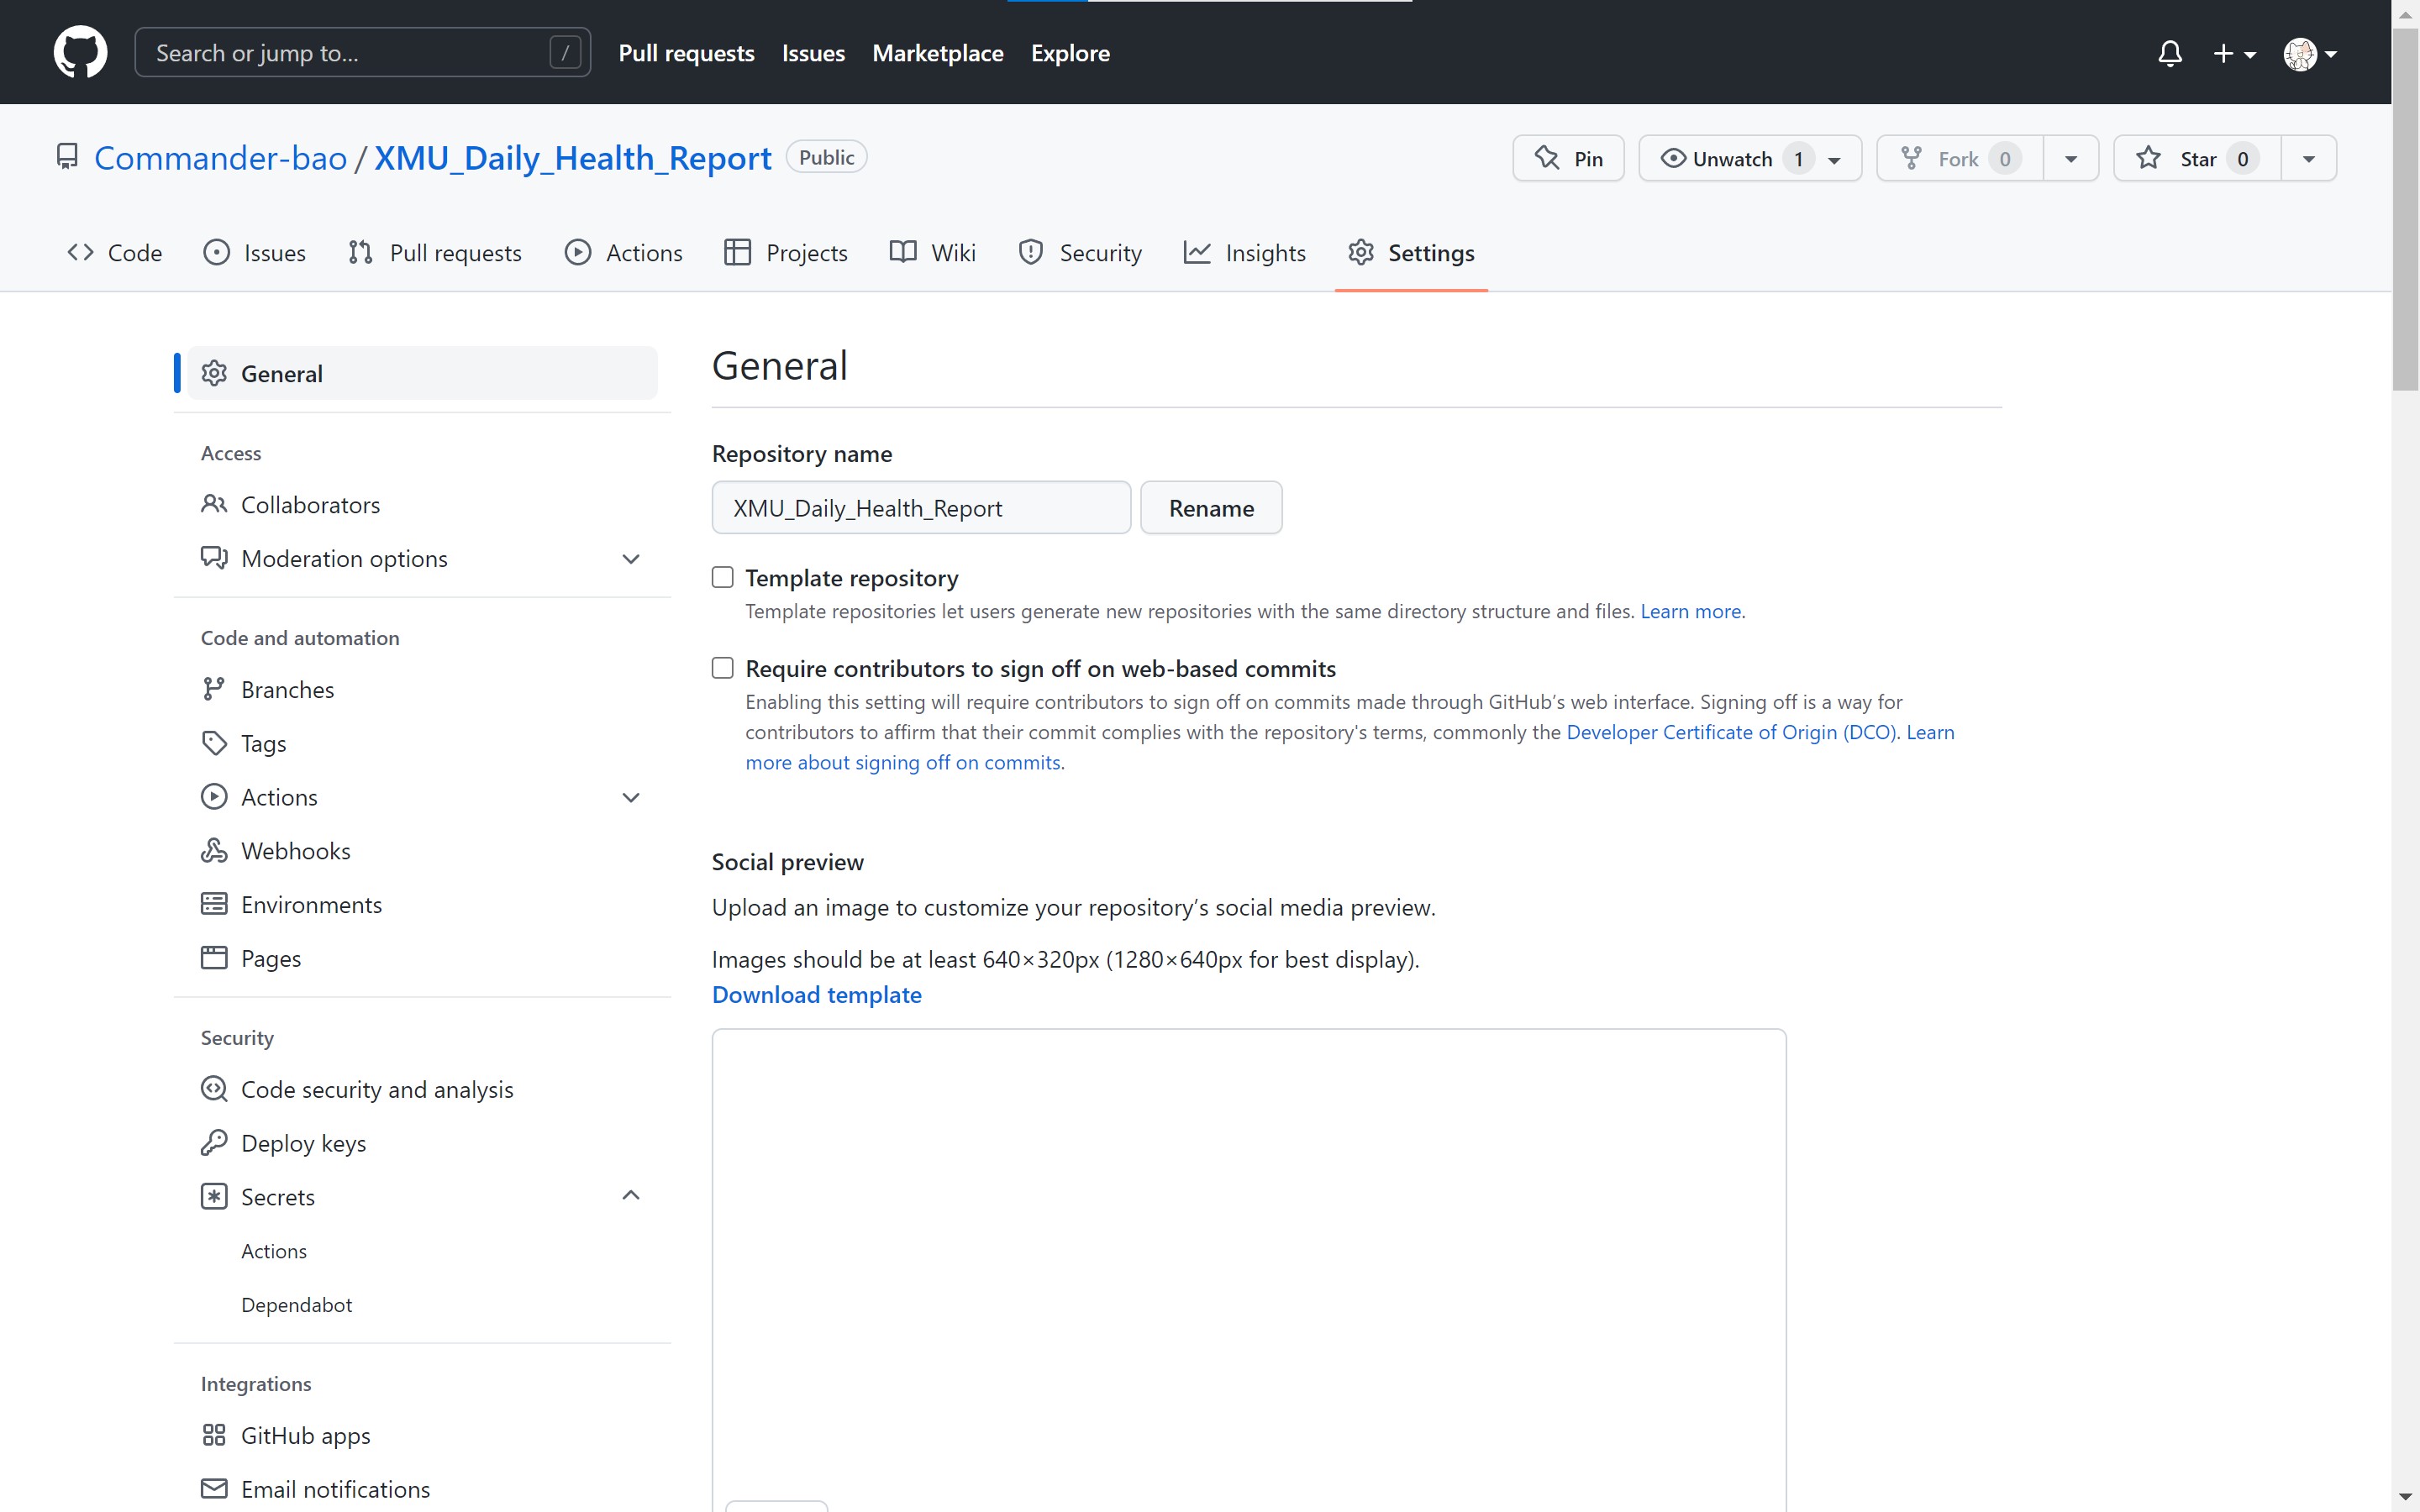 Search or jump to...
/
Pull requests
Issues
Marketplace
Explore
Commander-bao / XMU_Daily_Health_Report
Public
Pin
Unwatch 1
Fork 0
Star 0
Code
Issues
Pull requests
Actions
Projects
Wiki
Security
Insights
Settings
General
Access
Collaborators
Moderation options
Code and automation
Branches
Tags
Actions
Webhooks
Environments
Pages
Security
Code security and analysis
Deploy keys
Secrets
Actions
Dependabot
Integrations
GitHub apps
Email notifications
General
Repository name
XMU_Daily_Health_Report
Rename
Template repository
Template repositories let users generate new repositories with the same directory structure and files. Learn more.
Require contributors to sign off on web-based commits
Enabling this setting will require contributors to sign off on commits made through GitHub’s web interface. Signing off is a way for
contributors to affirm that their commit complies with the repository's terms, commonly the Developer Certificate of Origin (DCO). Learn
more about signing off on commits.
Social preview
Upload an image to customize your repository’s social media preview.
Images should be at least 640×320px (1280×640px for best display).
Download template